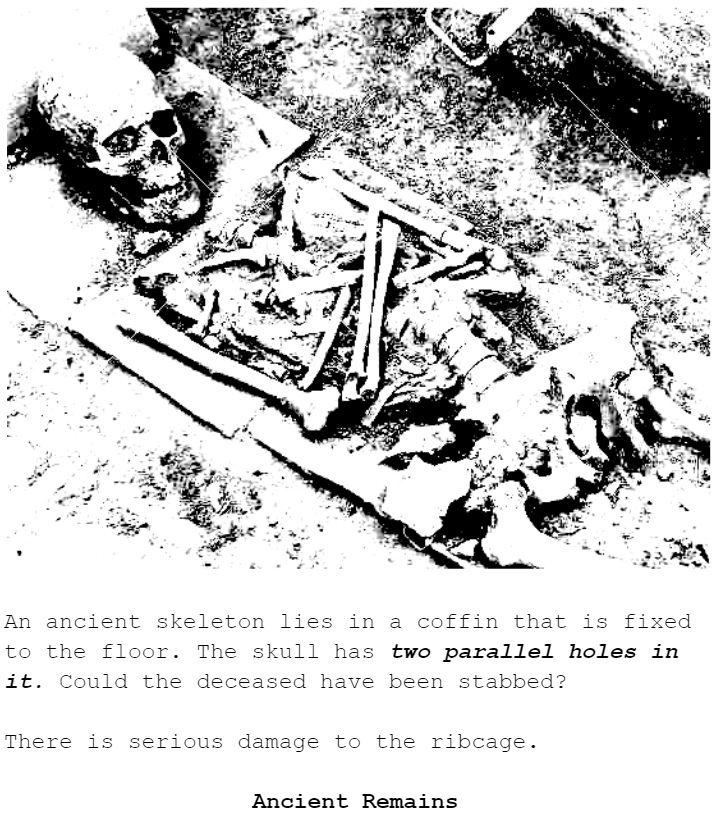 An ancient skeleton lies in a coffin that is fixed
to the floor. The skull has two parallel holes in
it. Could the deceased have been stabbed?
There is serious damage to the ribcage.
Ancient Remains